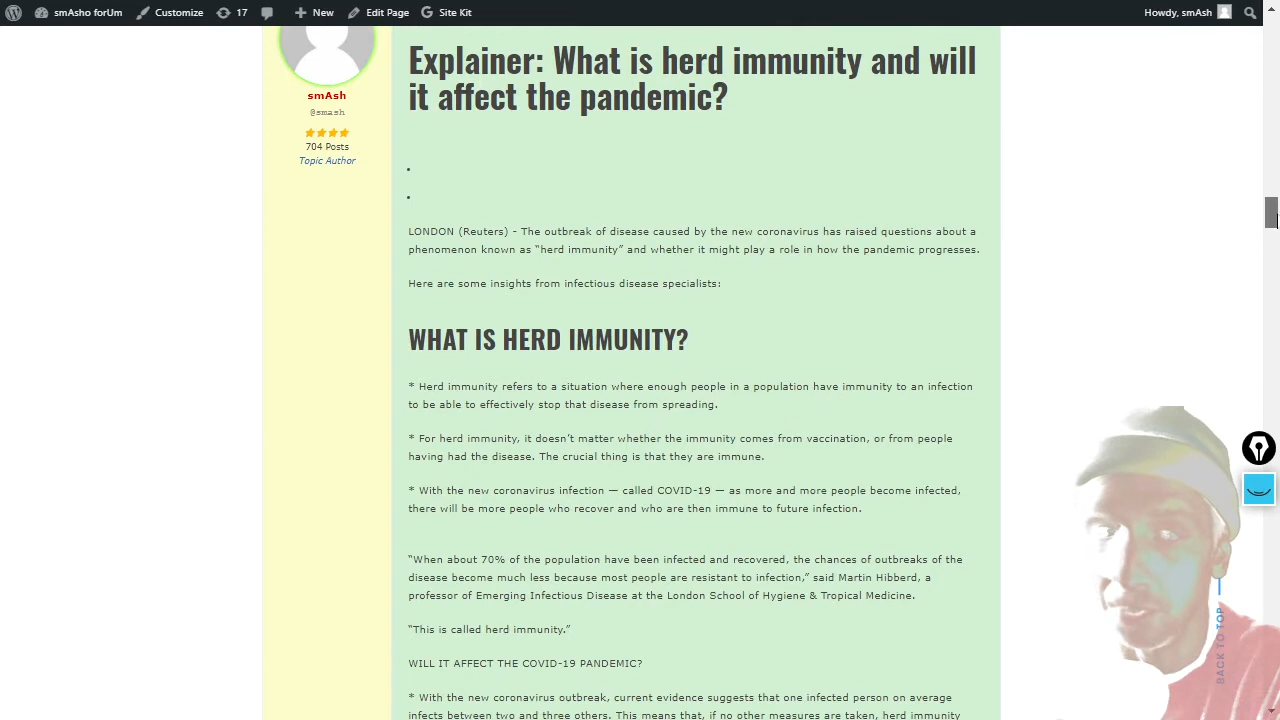 smAsho forUm
Customize
17
New
Edit Page
Site Kit
Howdy, smAsh
smAsh
@smash
704 Posts
Topic Author
Explainer: What is herd immunity and will
it affect the pandemic?
LONDON (Reuters) - The outbreak of disease caused by the new coronavirus has raised questions about a
phenomenon known as “herd immunity” and whether it might play a role in how the pandemic progresses.
Here are some insights from infectious disease specialists:
WHAT IS HERD IMMUNITY?
* Herd immunity refers to a situation where enough people in a population have immunity to an infection
to be able to effectively stop that disease from spreading.
* For herd immunity, it doesn’t matter whether the immunity comes from vaccination, or from people
having had the disease. The crucial thing is that they are immune.
* With the new coronavirus infection — called COVID-19 — as more and more people become infected,
there will be more people who recover and who are then immune to future infection.
“When about 70% of the population have been infected and recovered, the chances of outbreaks of the
disease become much less because most people are resistant to infection,” said Martin Hibberd, a
professor of Emerging Infectious Disease at the London School of Hygiene & Tropical Medicine.
“This is called herd immunity.”
WILL IT AFFECT THE COVID-19 PANDEMIC?
* With the new coronavirus outbreak, current evidence suggests that one infected person on average
infects between two and three others. This means that, if no other measures are taken, herd immunity
BACK TO TOP